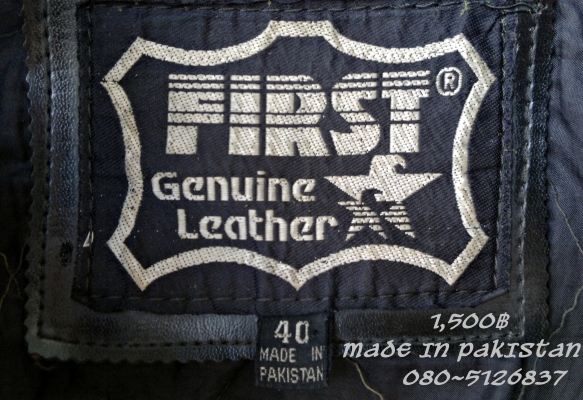 FIRST®
Genuine
Leather
40
MADE IN
PAKISTAN
1,500฿
made in pakistan
080~5126837